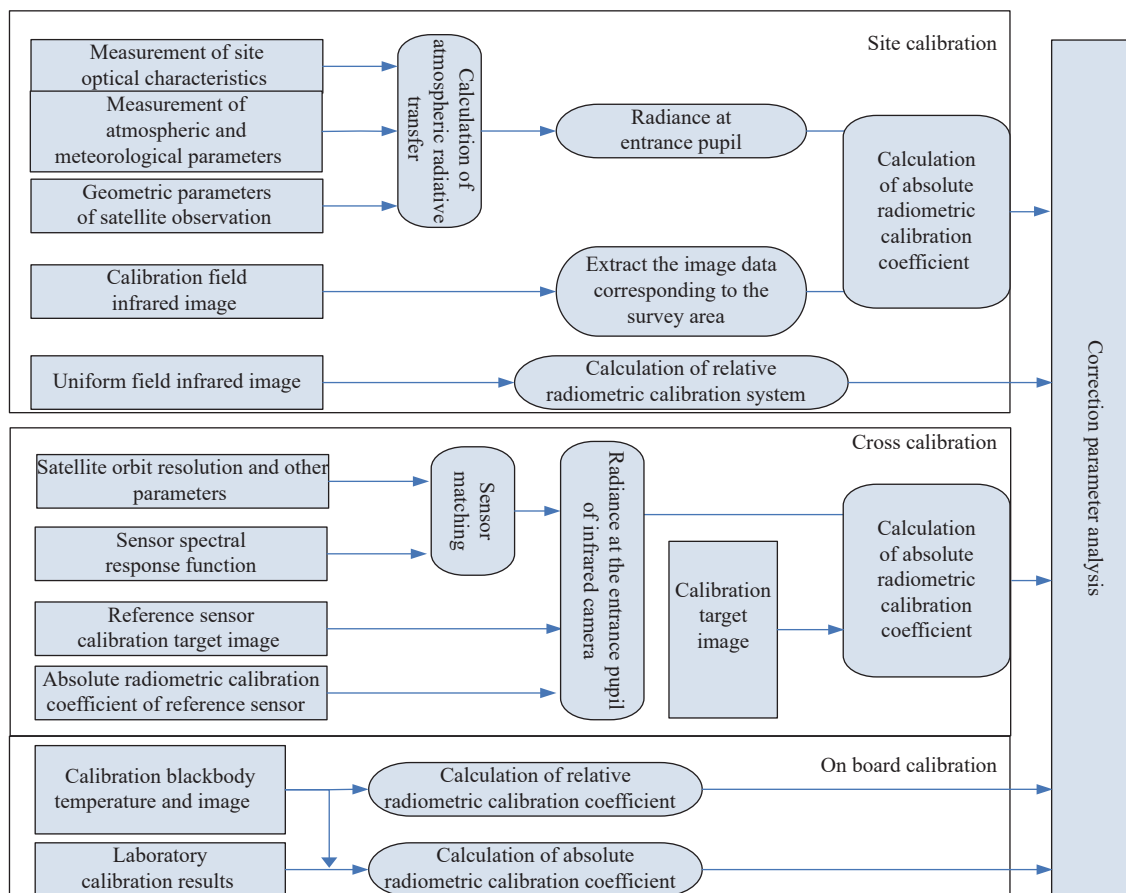 Site calibration
Measurement of site
optical characteristics
Measurement of
atmospheric and
meteorological parameters
Geometric parameters
of satellite observation
Calculation of
atmospheric radiative
transfer
Radiance at
entrance pupil
Calibration field
infrared image
Extract the image data
corresponding to the
survey area
Calculation
of absolute
radiometric
calibration
coefficient
Uniform field infrared image
Calculation of relative
radiometric calibration system
Cross calibration
Satellite orbit resolution and other
parameters
Sensor spectral
response function
Sensor
matching
Reference sensor
calibration target image
Absolute radiometric calibration
coefficient of reference sensor
Radiance at the entrance pupil
of infrared camera
Calibration
target
image
Calculation
of absolute
radiometric
calibration
coefficient
On board calibration
Calibration blackbody
temperature and image
Calculation of relative
radiometric calibration coefficient
Laboratory
calibration results
Calculation of absolute
radiometric calibration coefficient
Correction parameter analysis